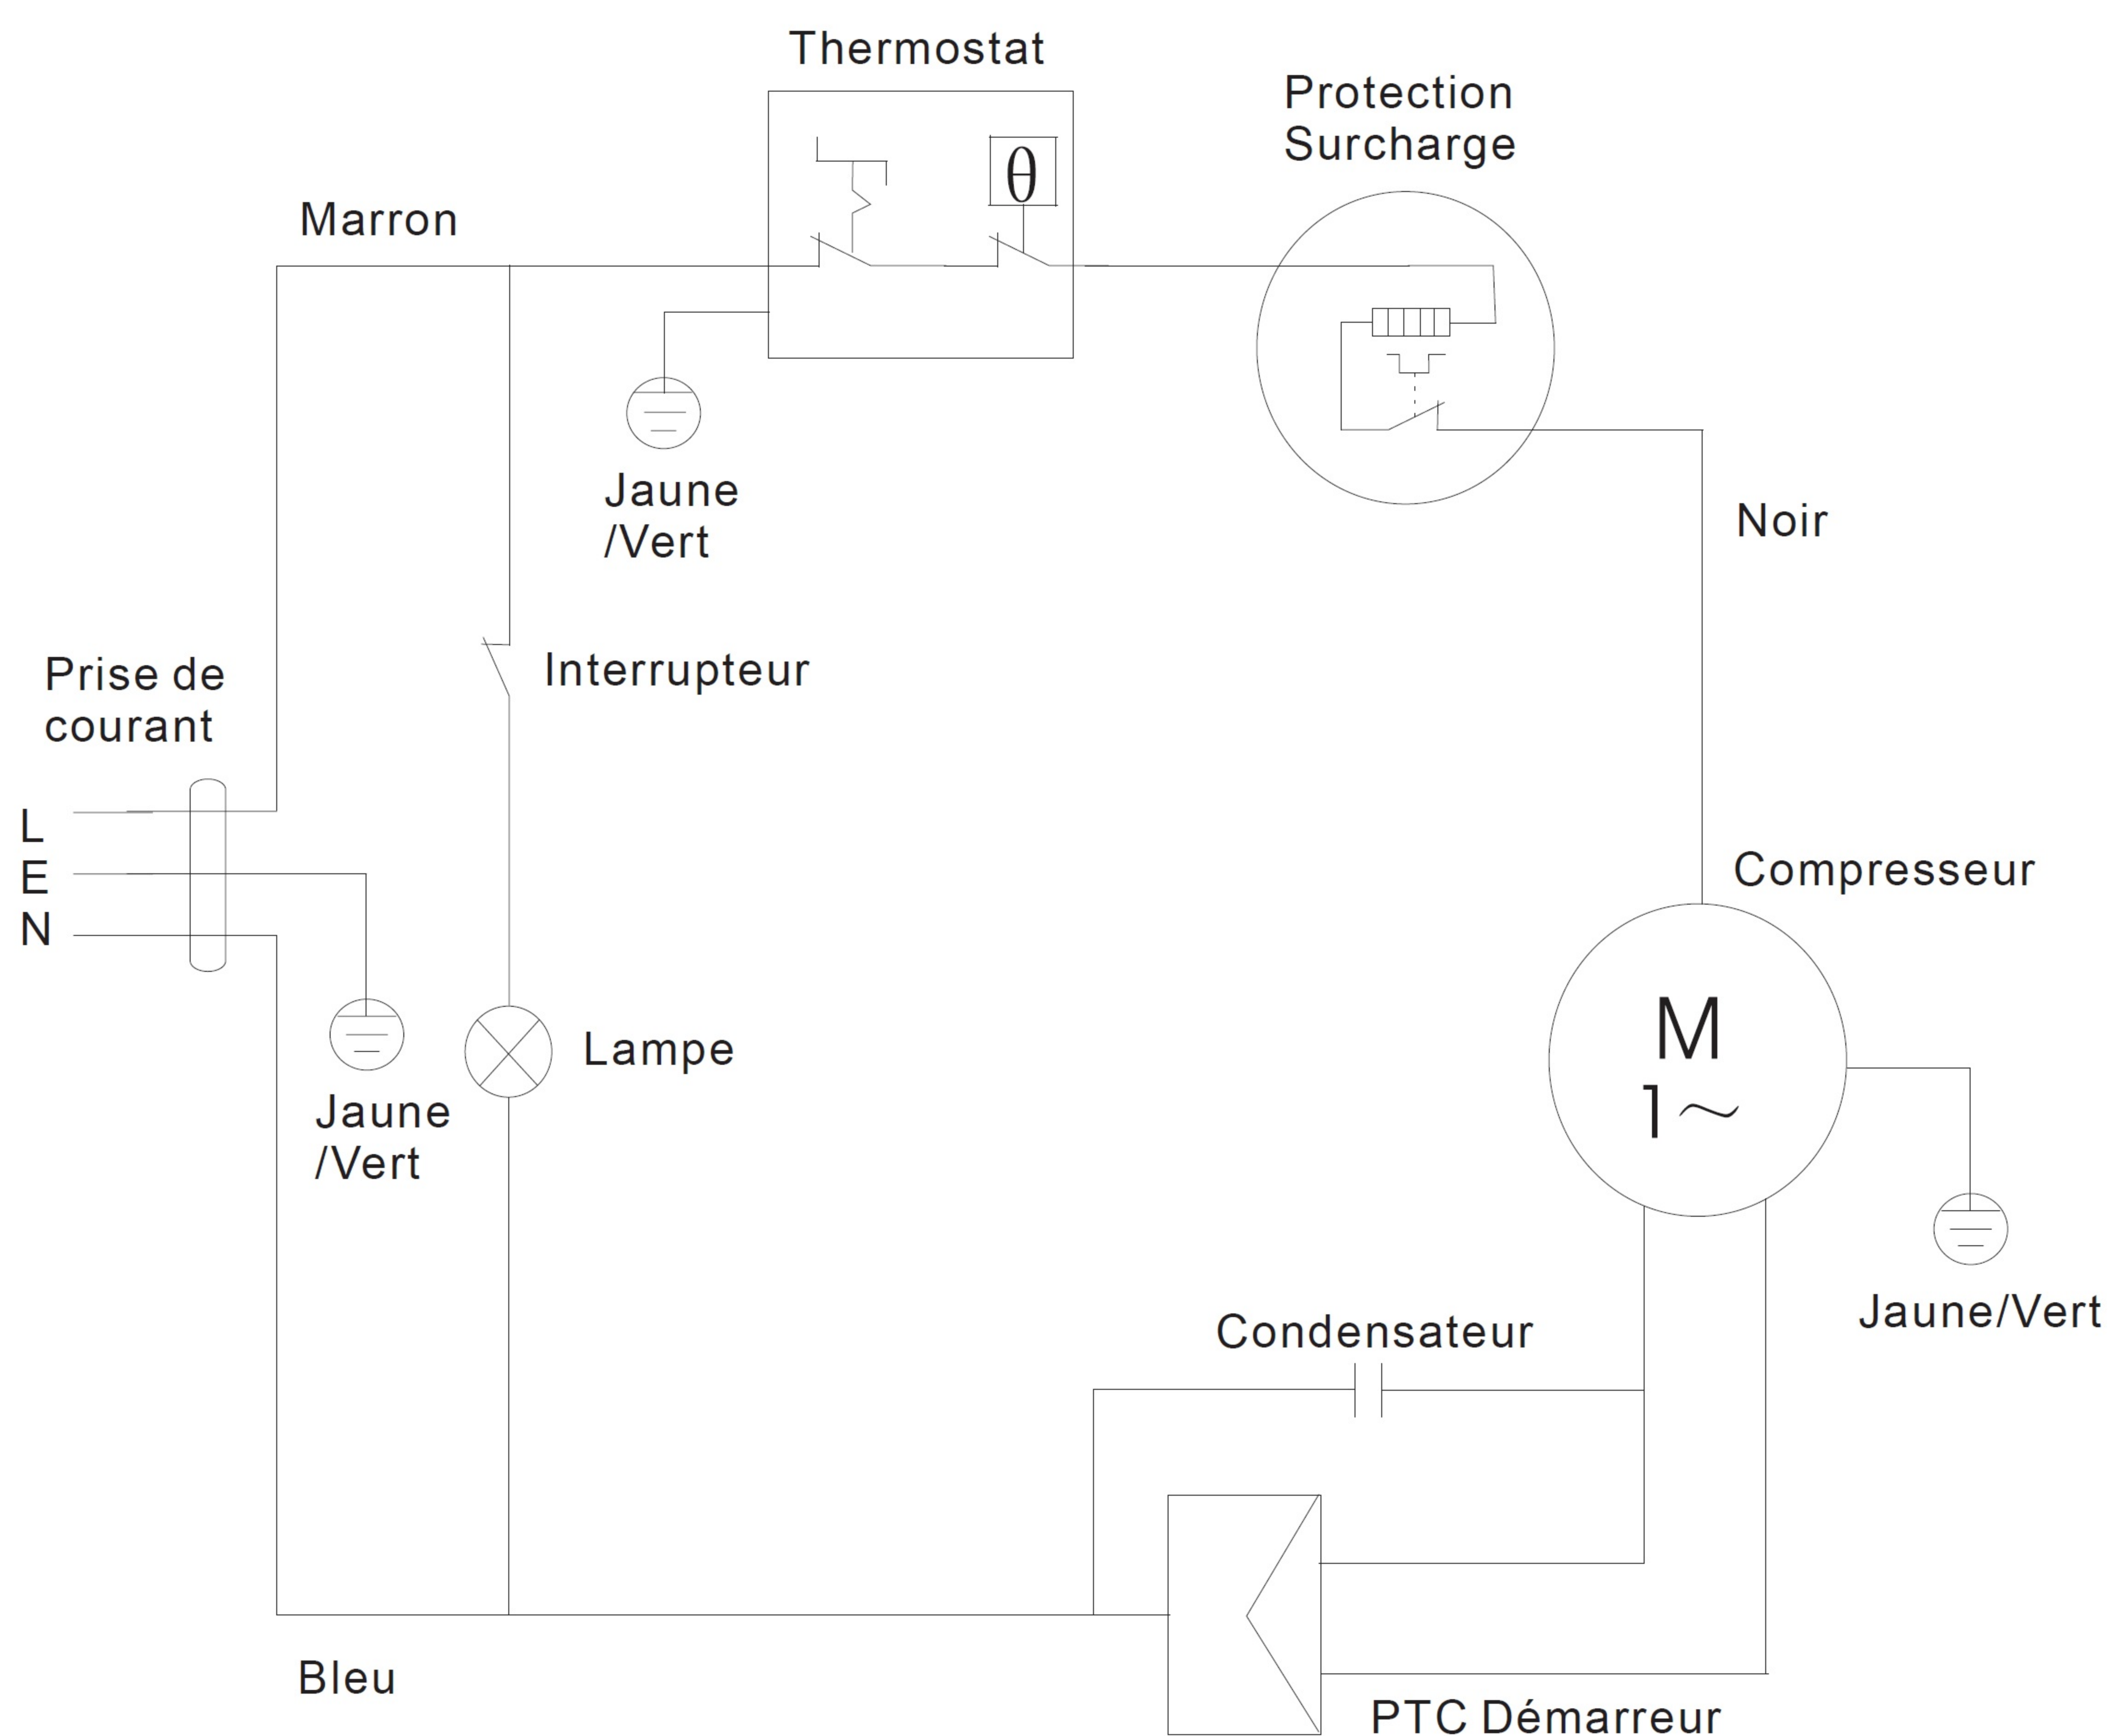 Thermostat
Protection
Surcharge
θ
Marron
Jaune
/Vert
Noir
Interrupteur
Prise de
courant
L
E
N
Compresseur
M
1~
Lampe
Jaune
/Vert
Jaune/Vert
Condensateur
Bleu
PTC Démarreur